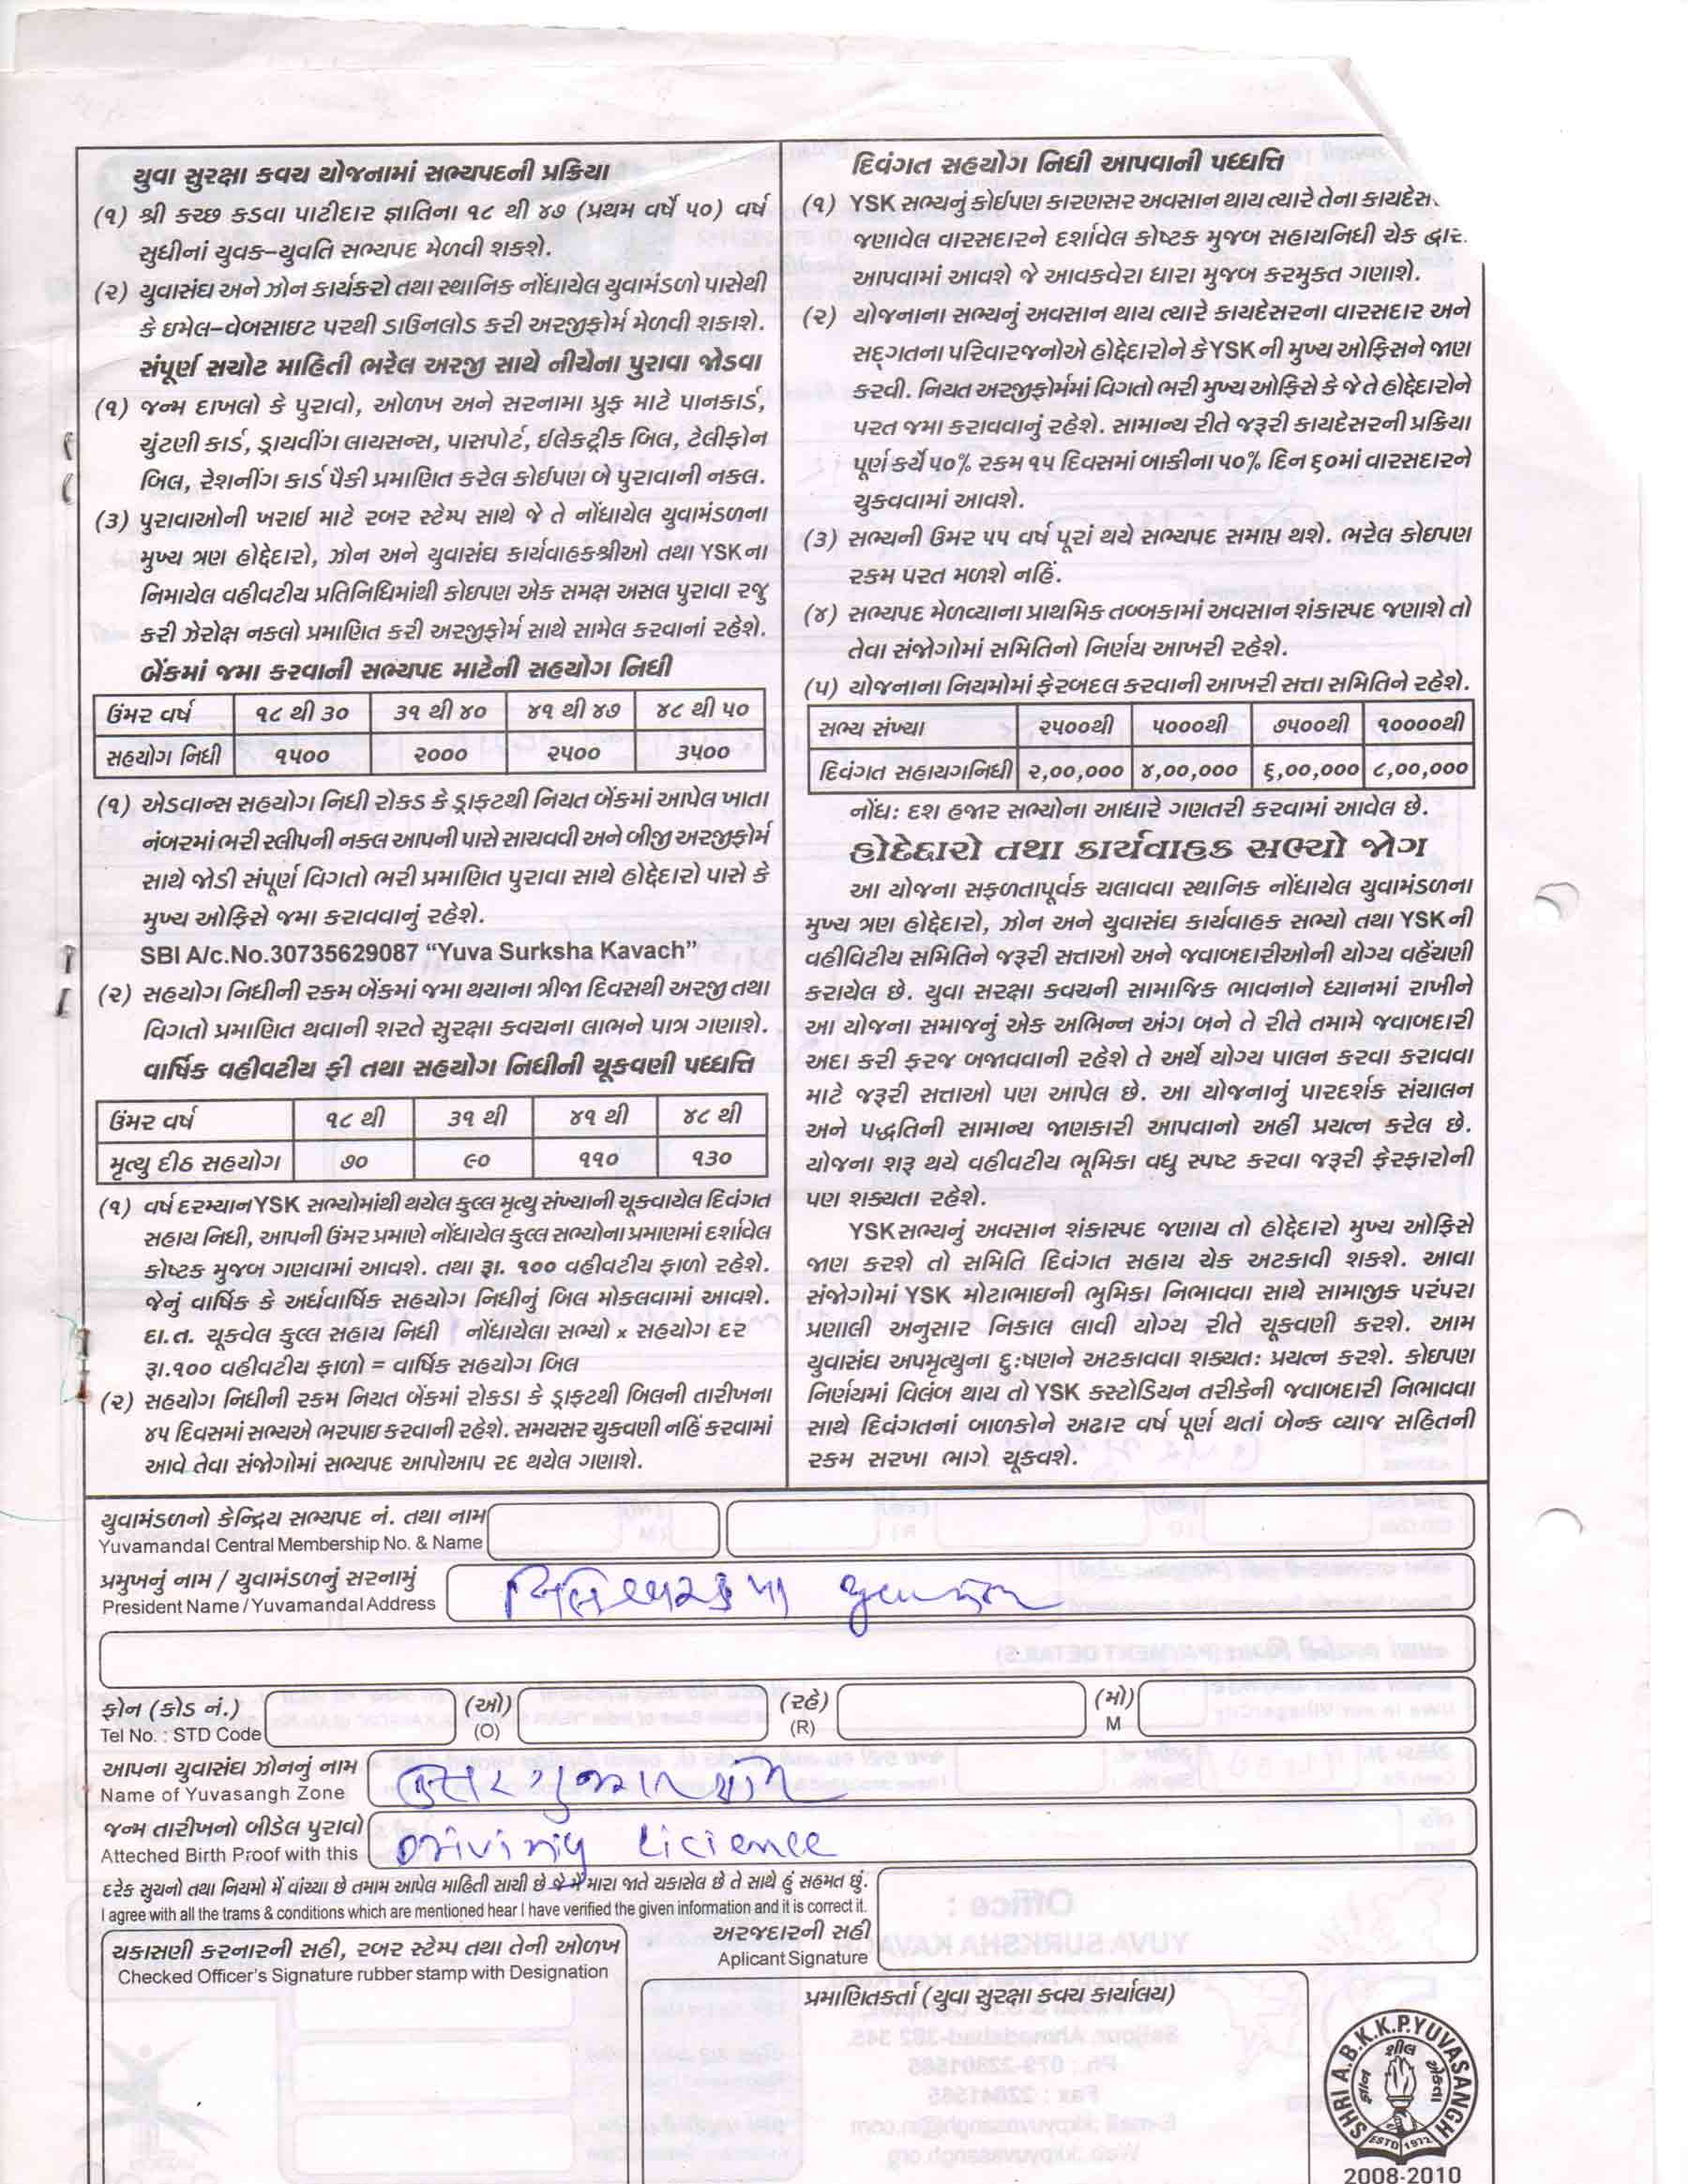 યુવા સુરક્ષા કવચ યોજનામાં સભ્યપદની પ્રક્રિયા
(૧) શ્રી કચ્છ કડવા પાટીદાર જ્ઞાતિના ૧૮ થી ૪૭ (પ્રથમ વર્ષે ૫૦) વર્ષ
સુધીનાં યુવક-યુવતિ સભ્યપદ મેળવી શકશે.
(૨) યુવાસંઘ અને ઝોન કાર્યકરો તથા સ્થાનિક નોંધાયેલ યુવામંડળો પાસેથી
કે ઇમેલ-વેબસાઇટ પરથી ડાઉનલોડ કરી અરજીફોર્મ મેળવી શકાશે.
સંપૂર્ણ સચોટ માહિતી ભરેલ અરજી સાથે નીચેના પુરાવા જોડવા
(૧) જન્મ દાખલો કે પુરાવો, ઓળખ અને સરનામા પ્રુફ માટે પાનકાર્ડ,
ચુંટણી કાર્ડ, ડ્રાયવીંગ લાયસન્સ, પાસપોર્ટ, ઈલેક્ટ્રીક બિલ, ટેલીફોન
બિલ, રેશનીંગ કાર્ડ પૈકી પ્રમાણિત કરેલ કોઈપણ બે પુરાવાની નકલ.
(૩) પુરાવાઓની ખરાઈ માટે રબર સ્ટેમ્પ સાથે જે તે નોંધાયેલ યુવામંડળના
મુખ્ય ત્રણ હોદ્દેદારો, ઝોન અને યુવાસંઘ કાર્યવાહકશ્રીઓ તથા YSKના
નિમાયેલ વહીવટીય પ્રતિનિધિમાંથી કોઇપણ એક સમક્ષ અસલ પુરાવા રજુ
કરી ઝેરોક્ષ નકલો પ્રમાણિત કરી અરજીફોર્મ સાથે સામેલ કરવાનાં રહેશે.
બેંકમાં જમા કરવાની સભ્યપદ માટેની સહયોગ નિધી
ઉંમર વર્ષ ૧૮ થી ૩૦ ૩૧ થી ૪૦ ૪૧ થી ૪૭ ૪૮ થી ૫૦
સહયોગ નિધી ૧૫૦૦ ૨૦૦૦ ૨૫૦૦ ૩૫૦૦
(૧) એડવાન્સ સહયોગ નિધી રોકડ કે ડ્રાફટથી નિયત બેંકમાં આપેલ ખાતા
નંબરમાં ભરી સ્લીપની નકલ આપની પાસે સાચવવી અને બીજી અરજીફોર્મ
સાથે જોડી સંપૂર્ણ વિગતો ભરી પ્રમાણિત પુરાવા સાથે હોદ્દેદારો પાસે કે
મુખ્ય ઓફિસે જમા કરાવવાનું રહેશે.
SBI A/c.No.30735629087 “Yuva Surksha Kavach”
(૨) સહયોગ નિધીની રકમ બેંકમાં જમા થયાના ત્રીજા દિવસથી અરજી તથા
વિગતો પ્રમાણિત થવાની શરતે સુરક્ષા કવચના લાભને પાત્ર ગણાશે.
વાર્ષિક વહીવટીય ફી તથા સહયોગ નિધીની ચૂકવણી પધ્ધતિ
ઉંમર વર્ષ ૧૮ થી ૩૧ થી ૪૧ થી ૪૮ થી
મૃત્યુ દીઠ સહયોગ ૭૦ ૯૦ ૧૧૦ ૧૩૦
(૧) વર્ષ દરમ્યાન YSK સભ્યોમાંથી થયેલ કુલ્લ મૃત્યુ સંખ્યાની ચૂકવાયેલ દિવંગત
સહાય નિધી, આપની ઉંમર પ્રમાણે નોંધાયેલ કુલ્લ સભ્યોના પ્રમાણમાં દર્શાવેલ
કોષ્ટક મુજબ ગણવામાં આવશે. તથા રૂા. ૧૦૦ વહીવટીય ફાળો રહેશે.
જેનું વાર્ષિક કે અર્ધવાર્ષિક સહયોગ નિધીનું બિલ મોકલવામાં આવશે.
દા.ત. ચૂકવેલ કુલ્લ સહાય નિધી નોંધાયેલા સભ્યો x સહયોગ દર
રૂા.૧૦૦ વહીવટીય ફાળો = વાર્ષિક સહયોગ બિલ
(૨) સહયોગ નિધીની રકમ નિયત બેંકમાં રોકડા કે ડ્રાફટથી બિલની તારીખના
૪૫ દિવસમાં સભ્યએ ભરપાઇ કરવાની રહેશે. સમયસર ચુકવણી નહિં કરવામાં
આવે તેવા સંજોગોમાં સભ્યપદ આપોઆપ રદ થયેલ ગણાશે.
દિવંગત સહયોગ નિધી આપવાની પધ્ધતિ
(૧) YSK સભ્યનું કોઈપણ કારણસર અવસાન થાય ત્યારે તેના કાયદેસ
જણાવેલ વારસદારને દર્શાવેલ કોષ્ટક મુજબ સહાયનિધી ચેક દ્વાર
આપવામાં આવશે જે આવકવેરા ધારા મુજબ કરમુક્ત ગણાશે.
(૨) યોજનાના સભ્યનું અવસાન થાય ત્યારે કાયદેસરના વારસદાર અને
સદ્દગતના પરિવારજનોએ હોદ્દેદારોને કે YSK ની મુખ્ય ઓફિસને જાણ
કરવી. નિયત અરજીફોર્મમાં વિગતો ભરી મુખ્ય ઓફિસે કે જે તે હોદ્દેદારોને
પરત જમા કરાવવાનું રહેશે. સામાન્ય રીતે જરૂરી કાયદેસરની પ્રક્રિયા
પૂર્ણ કર્યે ૫૦% રકમ ૧૫ દિવસમાં બાકીના ૫૦% દિન ૬૦માં વારસદારને
ચુકવવામાં આવશે.
(૩) સભ્યની ઉંમર ૫૫ વર્ષ પૂરાં થયે સભ્યપદ સમાપ્ત થશે. ભરેલ કોઇપણ
રકમ પરત મળશે નહિં.
(૪) સભ્યપદ મેળવ્યાના પ્રાથમિક તબ્બકામાં અવસાન શંકાસ્પદ જણાશે તો
તેવા સંજોગોમાં સમિતિનો નિર્ણય આખરી રહેશે.
(૫) યોજનાના નિયમોમાં ફેરબદલ કરવાની આખરી સત્તા સમિતિને રહેશે.
સભ્ય સંખ્યા ૨૫૦૦થી ૫૦૦૦થી ૭૫૦૦થી ૧૦૦૦૦થી
દિવંગત સહાયગનિધી ૨,૦૦,૦૦૦ ૪,૦૦,૦૦૦ ૬,૦૦,૦૦૦ ૮,૦૦,૦૦૦
નોંધ: દશ હજાર સભ્યોના આધારે ગણતરી કરવામાં આવેલ છે.
હોદ્દેદારો તથા કાર્યવાહક સભ્યો જોગ
આ યોજના સફળતાપૂર્વક ચલાવવા સ્થાનિક નોંધાયેલ યુવામંડળના
મુખ્ય ત્રણ હોદ્દેદારો, ઝોન અને યુવાસંઘ કાર્યવાહક સભ્યો તથા YSK ની
વહીવિટીય સમિતિને જરૂરી સત્તાઓ અને જવાબદારીઓની યોગ્ય વહેંચણી
કરાયેલ છે. યુવા સરક્ષા કવચની સામાજિક ભાવનાને ધ્યાનમાં રાખીને
આ યોજના સમાજનું એક અભિન્ન અંગ બને તે રીતે તમામે જવાબદારી
અદા કરી ફરજ બજાવવાની રહેશે તે અર્થે યોગ્ય પાલન કરવા કરાવવા
માટે જરૂરી સત્તાઓ પણ આપેલ છે. આ યોજનાનું પારદર્શક સંચાલન
અને પદ્ધતિની સામાન્ય જાણકારી આપવાનો અહીં પ્રયત્ન કરેલ છે.
યોજના શરૂ થયે વહીવટીય ભૂમિકા વધુ સ્પષ્ટ કરવા જરૂરી ફેરફારોની
પણ શક્યતા રહેશે.
YSK સભ્યનું અવસાન શંકાસ્પદ જણાય તો હોદ્દેદારો મુખ્ય ઓફિસે
જાણ કરશે તો સમિતિ દિવંગત સહાય ચેક અટકાવી શકશે. આવા
સંજોગોમાં YSK મોટાભાઇની ભુમિકા નિભાવવા સાથે સામાજીક પરંપરા
પ્રણાલી અનુસાર નિકાલ લાવી યોગ્ય રીતે ચૂકવણી કરશે. આમ
યુવાસંઘ અપમૃત્યુના દુ:ષણને અટકાવવા શક્યત: પ્રયત્ન કરશે. કોઇપણ
નિર્ણયમાં વિલંબ થાય તો YSK કસ્ટોડિયન તરીકેની જવાબદારી નિભાવવા
સાથે દિવંગતનાં બાળકોને અઢાર વર્ષ પૂર્ણ થતાં બેન્ક વ્યાજ સહિતની
રકમ સરખા ભાગે ચૂકવશે.
યુવામંડળનો કેન્દ્રિય સભ્યપદ નં. તથા નામ
Yuvamandal Central Membership No. & Name
પ્રમુખનું નામ / યુવામંડળનું સરનામું
President Name / Yuvamandal Address
ફોન (કોડ નં.) (ઓ) (રહે) (મો)
Tel No. : STD Code (O) (R) M
આપના યુવાસંઘ ઝોનનું નામ
Name of Yuvasangh Zone
જન્મ તારીખનો બીડેલ પુરાવો
Atteched Birth Proof with this
Driving Licience
દરેક સુચનો તથા નિયમો મેં વાંચ્યા છે તમામ આપેલ માહિતી સાચી છે જે મેં મારા જાતે ચકાસેલ છે તે સાથે હું સહમત છું.
I agree with all the trams & conditions which are mentioned hear I have verified the given information and it is correct it.
અરજદારની સહી
Aplicant Signature
ચકાસણી કરનારની સહી, રબર સ્ટેમ્પ તથા તેની ઓળખ
Checked Officer's Signature rubber stamp with Designation
પ્રમાણિતકર્તા (યુવા સુરક્ષા કવચ કાર્યાલય)
SHRI A.B.K.K.P.YUVASANGH
ESTD 1972
2008-2010